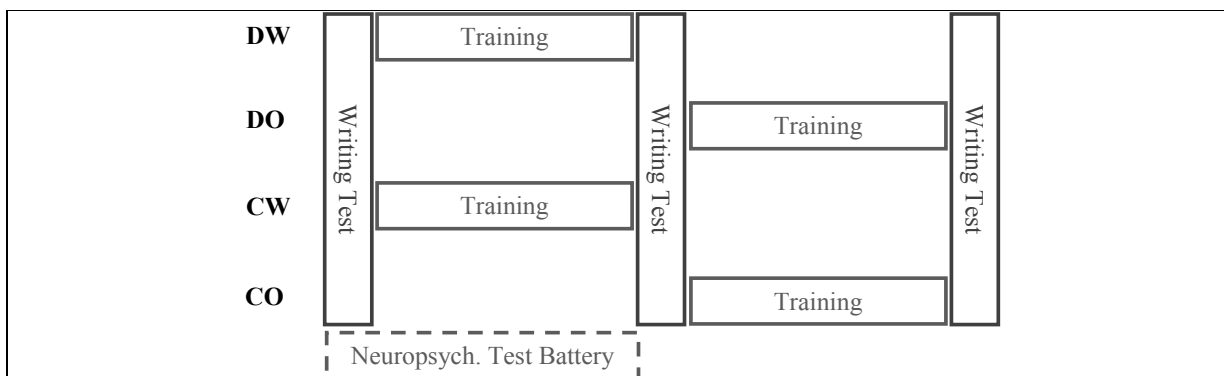 DW
Training
DO
Training
CW
Training
CO
Training
Writing Test
Writing Test
Writing Test
Neuropsych. Test Battery